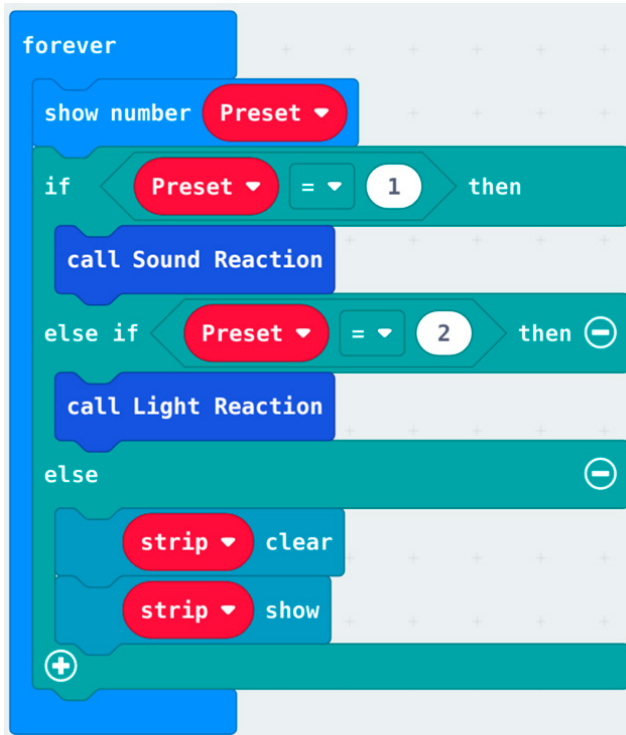 forever
show number Preset
if Preset = 1 then
call Sound Reaction
else if Preset = 2 then
call Light Reaction
else
strip clear
strip show